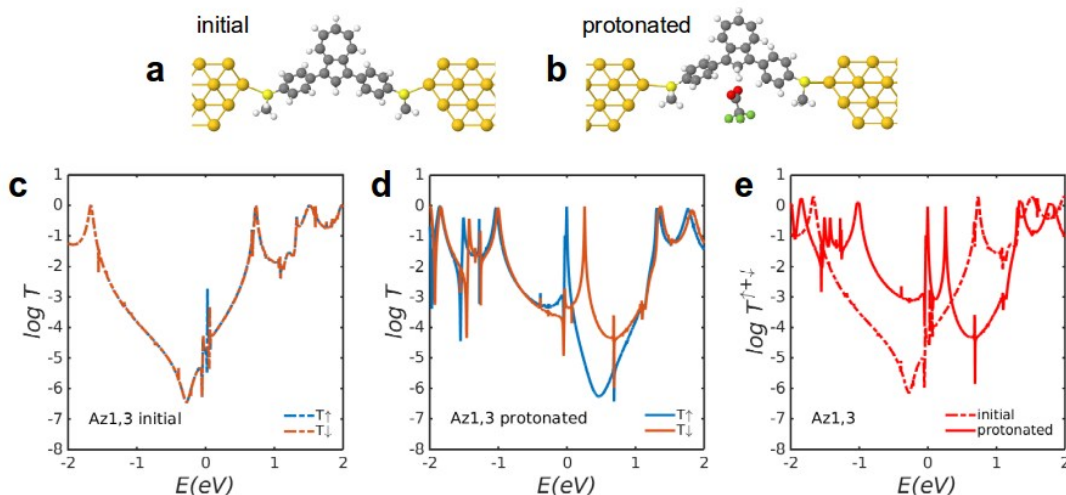 initial
protonated
a
b
c
d
e
1
0
-1
-2
-3
-4
-5
-6
-7
-8
log T
Az1,3 initial
T↑
T↓
-2
-1
0
1
2
E(eV)
1
0
-1
-2
-3
-4
-5
-6
-7
-8
log T
Az1,3 protonated
T↑
T↓
-2
-1
0
1
2
E(eV)
1
0
-1
-2
-3
-4
-5
-6
-7
-8
log T↑+↓
Az1,3
initial
protonated
-2
-1
0
1
2
E(eV)